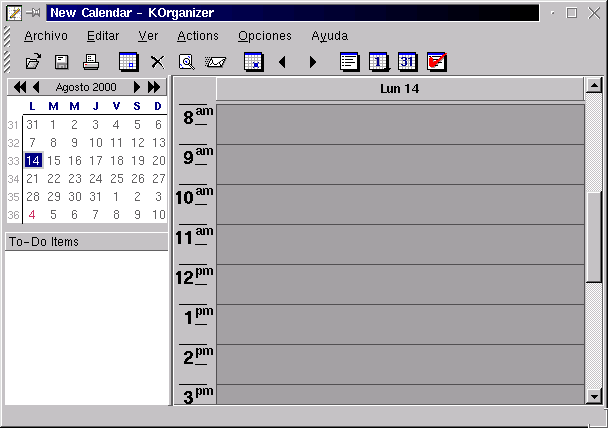 New Calendar - KOrganizer
Archivo Editar Ver Actions Opciones Ayuda
1 31
Agosto 2000
L M M J V S D
31 31 1 2 3 4 5 6
32 7 8 9 10 11 12 13
33 14 15 16 17 18 19 20
34 21 22 23 24 25 26 27
35 28 29 30 31 1 2 3
36 4 5 6 7 8 9 10
To-Do Items
Lun 14
8 am
9 am
10 am
11 am
12 pm
1 pm
2 pm
3 pm